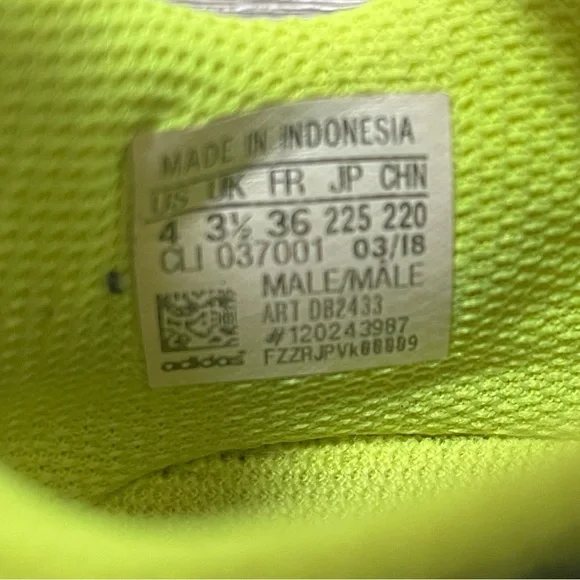 MADE IN INDONESIA
US UK FR JP CHN
4 3½ 36 225 220
CLI 037001 03/18
MALE/MÂLE
ART DB2433
#120243987
adidas